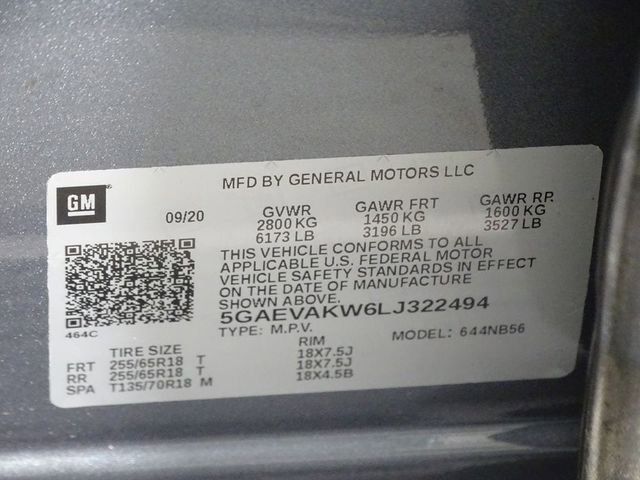 MFD BY GENERAL MOTORS LLC
GM
09/20
GVWR GAWR FRT GAWR RR
2800 KG 1450 KG 1600 KG
6173 LB 3196 LB 3527 LB
THIS VEHICLE CONFORMS TO ALL
APPLICABLE U.S. FEDERAL MOTOR
VEHICLE SAFETY STANDARDS IN EFFECT
ON THE DATE OF MANUFACTURE
SHOWN ABOVE.
464C
5GAEVAKW6LJ322494
TYPE: M.P.V. MODEL: 644NB56
TIRE SIZE RIM
FRT 255/65R18 T 18X7.5J
RR 255/65R18 T 18X7.5J
SPA T135/70R18 M 18X4.5B